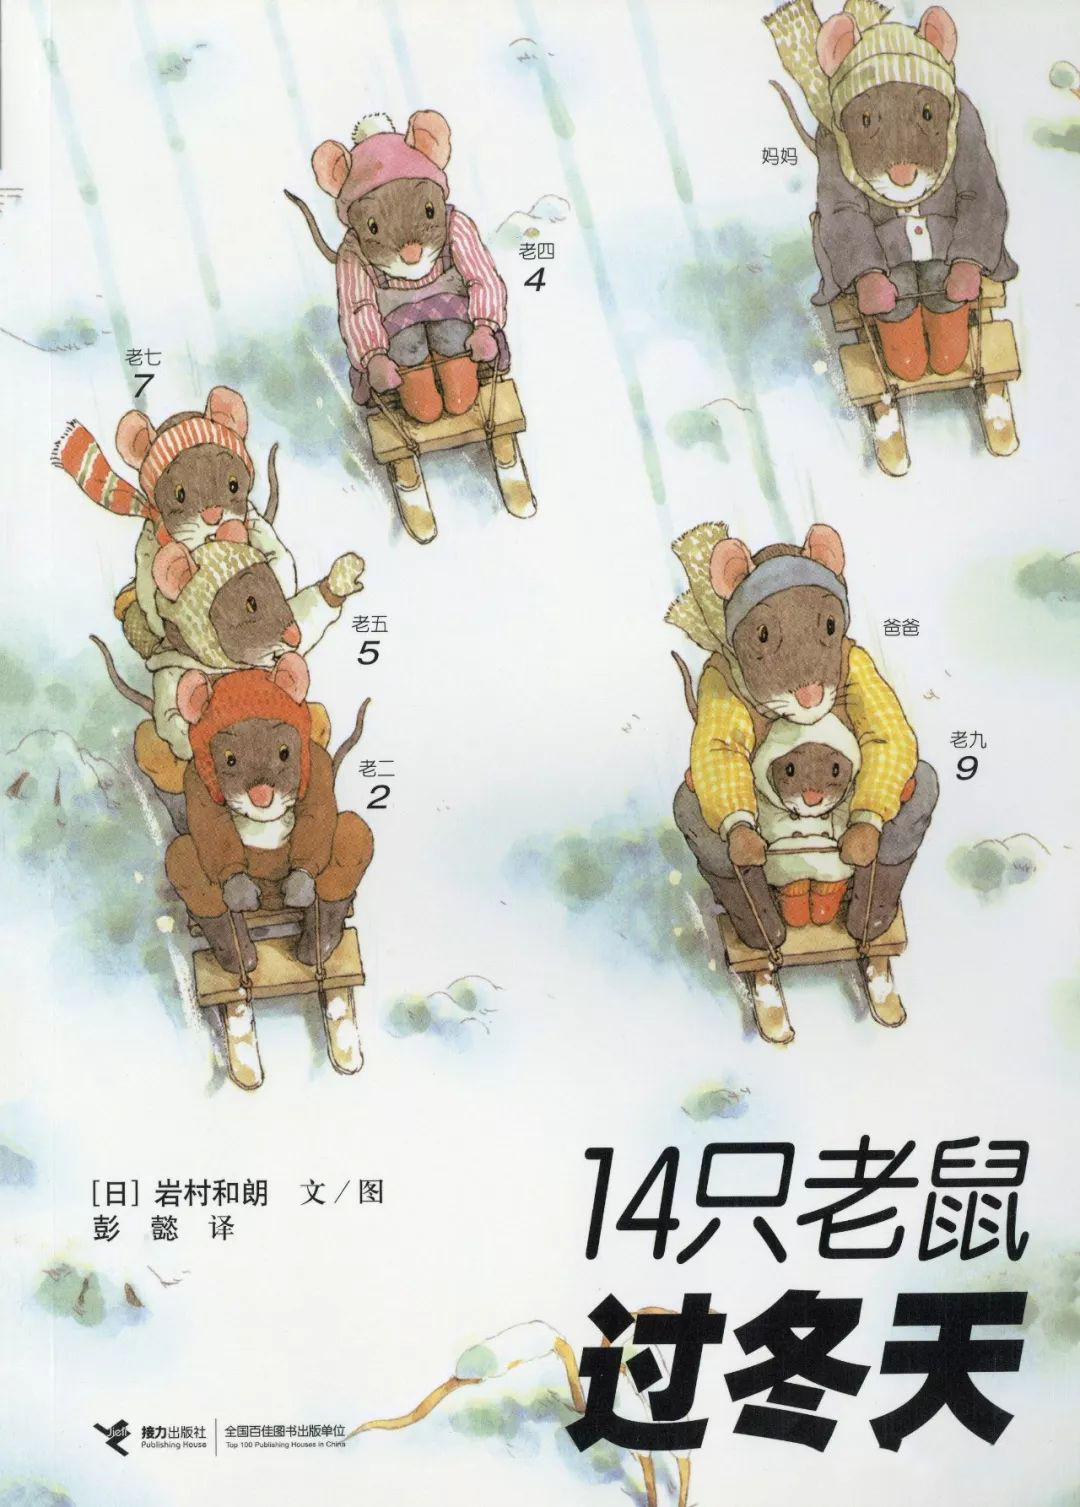 妈妈
老四
4
老七
7
老五
5
爸爸
老九
9
老二
2
14只老鼠
过冬天
[日] 岩村和朗 文/图
彭 懿 译
Jieli
接力出版社
Publishing House
全国百佳图书出版单位
Top 100 Publishing Houses in China